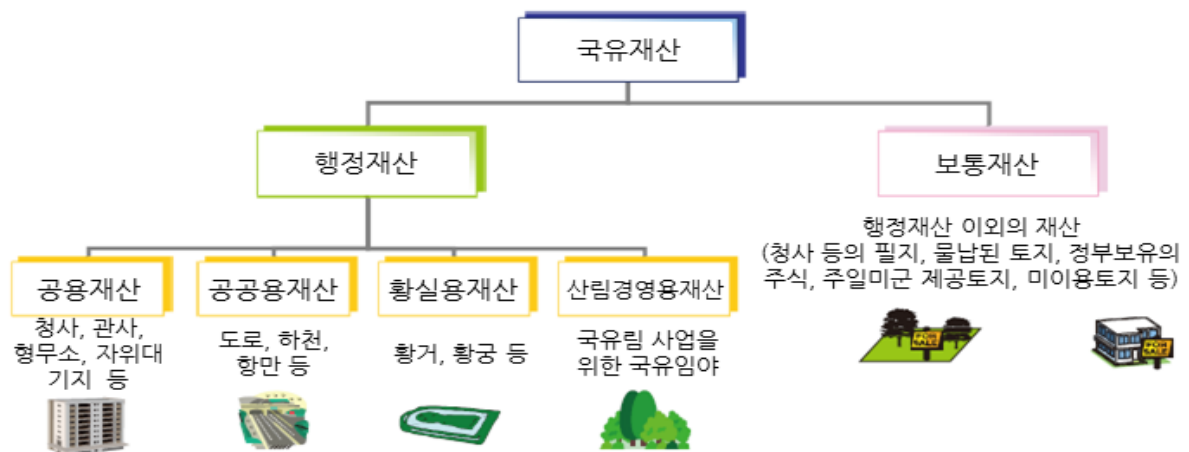 국유재산
행정재산
보통재산
행정재산 이외의 재산
(청사 등의 필지, 물납된 토지, 정부보유의
주식, 주일미군 제공토지, 미이용토지 등)
공용재산
청사, 관사,
형무소, 자위대
기지 등
공공용재산
도로, 하천,
항만 등
황실용재산
황거, 황궁 등
산림경영용재산
국유림 사업을
위한 국유임야
FOR
SALE
FOR
SALE